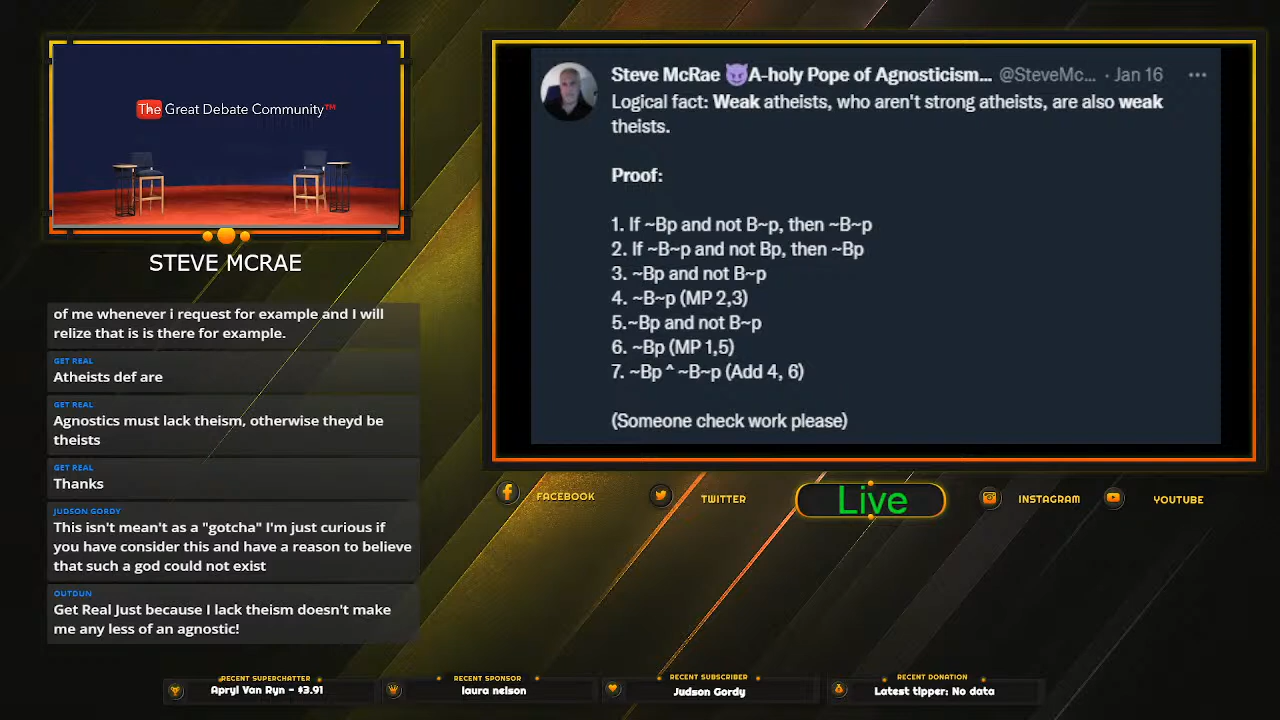 The Great Debate Community™
STEVE MCRAE
of me whenever i request for example and I will
relize that is is there for example.
GET REAL
Atheists def are
GET REAL
Agnostics must lack theism, otherwise theyd be
theists
GET REAL
Thanks
JUDSON GORDY
This isn't mean't as a "gotcha" I'm just curious if
you have consider this and have a reason to believe
that such a god could not exist
OUTDUN
Get Real Just because I lack theism doesn't make
me any less of an agnostic!
Steve McRae 😈A-holy Pope of Agnosticism... @SteveMc... · Jan 16 ...
Logical fact: Weak atheists, who aren't strong atheists, are also weak
theists.
Proof:
1. If ~Bp and not B~p, then ~B~p
2. If ~B~p and not Bp, then ~Bp
3. ~Bp and not B~p
4. ~B~p (MP 2,3)
5.~Bp and not B~p
6. ~Bp (MP 1,5)
7. ~Bp ^ ~B~p (Add 4, 6)
(Someone check work please)
FACEBOOK
TWITTER
Live
INSTAGRAM
YOUTUBE
RECENT SUPERCHATTER
Apryl Van Ryn - $3.91
RECENT SPONSOR
laura nelson
RECENT SUBSCRIBER
Judson Gordy
RECENT DONATION
Latest tipper: No data